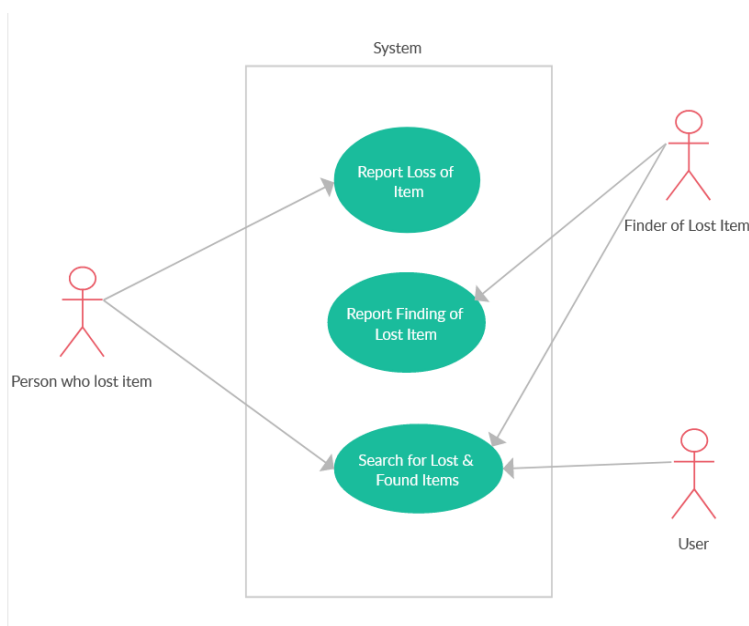 System
Report Loss of
Item
Finder of Lost Item
Report Finding of
Lost Item
Person who lost item
Search for Lost &
Found Items
User